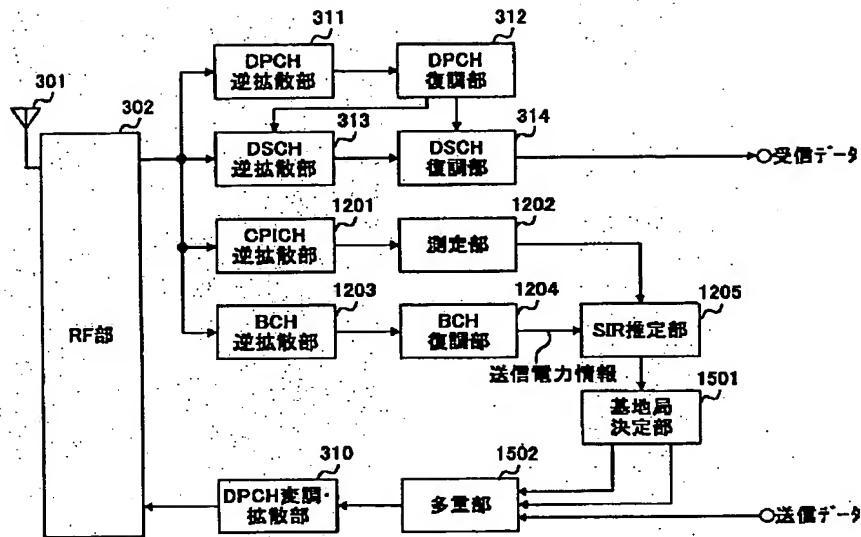 311
DPCH
逆拡散部
312
DPCH
復調部
301
302
RF部
313
DSCH
逆拡散部
314
DSCH
復調部
受信データ
1201
CPICH
逆拡散部
1202
測定部
1203
BCH
逆拡散部
1204
BCH
復調部
送信電力情報
1205
SIR推定部
1501
基地局
決定部
310
DPCH変調・
拡散部
1502
多重部
送信データ